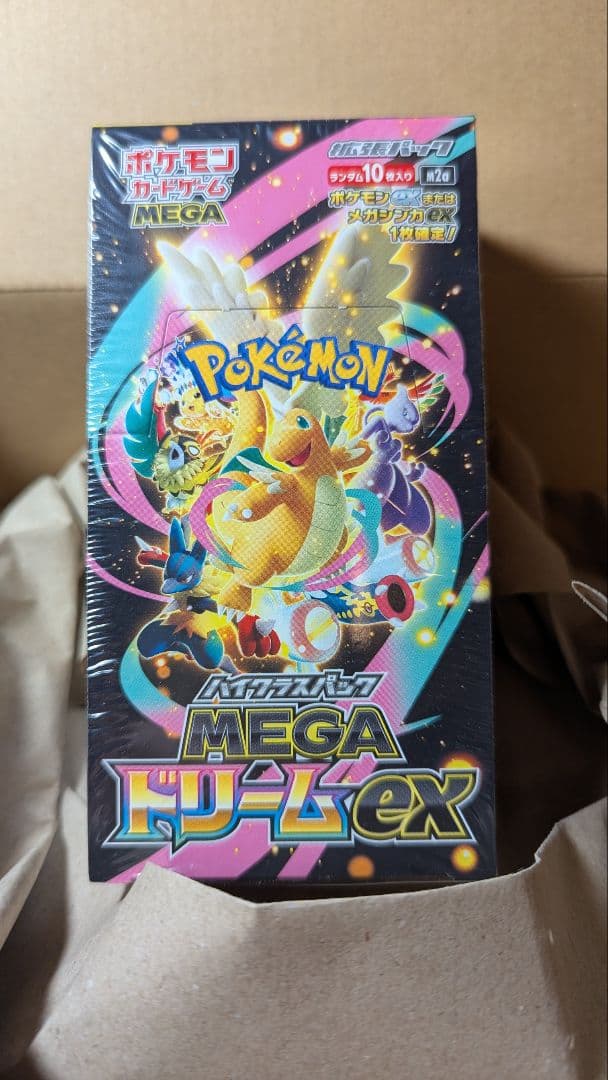 ポケモン
カードゲーム
MEGA
拡張パック
ランダム10枚入り M2a
ポケモンexまたは
メガシンカex
1枚確定!
POKéMON
ハイクラスパック
MEGA
ドリームex